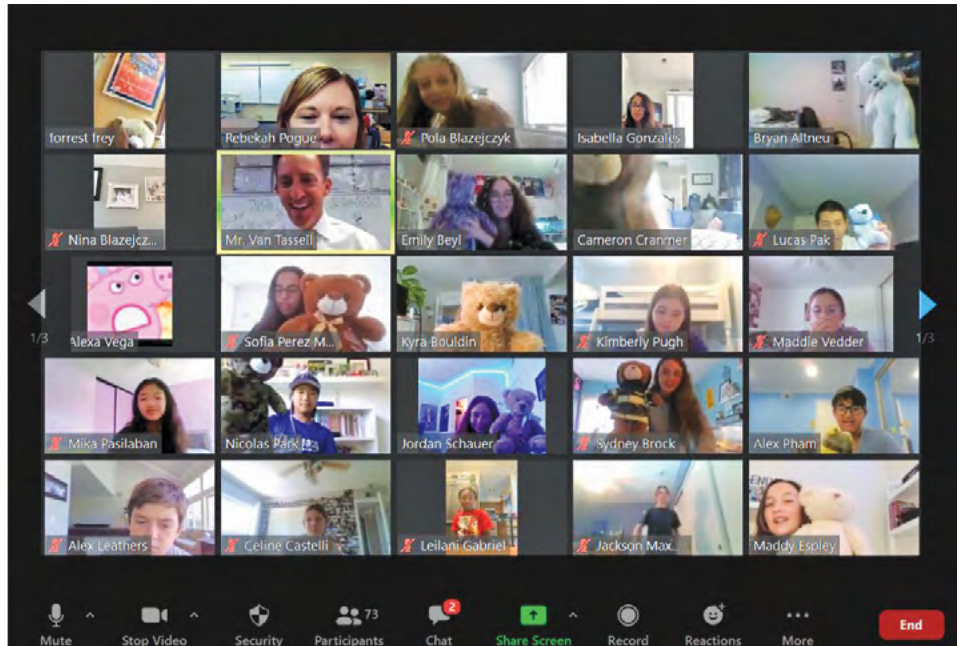 forrest frey
Rebekah Pogue
Pola Blazejczyk
Isabella Gonzales
Bryan Altneu
Nina Blazejcz...
Mr. Van Tassell
Emily Beyl
Cameron Cranmer
Lucas Pak
Alexa Vega
Sofia Perez M...
Kyra Bouldin
Kimberly Pugh
Maddie Vedder
1/3
1/3
Mika Pasilaban
Nicolas Park
Jordan Schauer
Sydney Brock
Alex Pham
Alex Leathers
Celine Castelli
Leilani Gabriel
Jackson Max...
Maddy Espley
73
2
Mute
Stop Video
Security
Participants
Chat
Share Screen
Record
Reactions
More
End